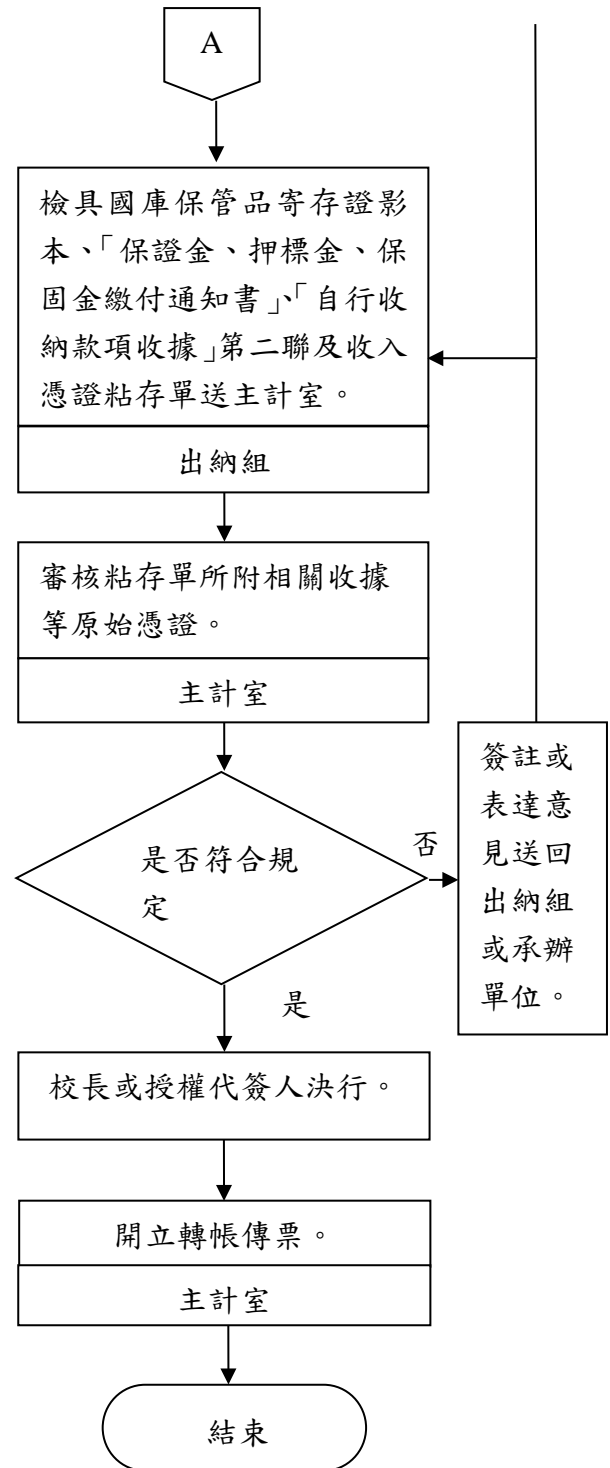 A
檢具國庫保管品寄存證影
本、「保證金、押標金、保
固金繳付通知書」、「自行收
納款項收據」第二聯及收入
憑證粘存單送主計室。
出納組
審核粘存單所附相關收據
等原始憑證。
主計室
是否符合規
定
否
簽註或
表達意
見送回
出納組
或承辦
單位。
是
校長或授權代簽人決行。
開立轉帳傳票。
主計室
結束